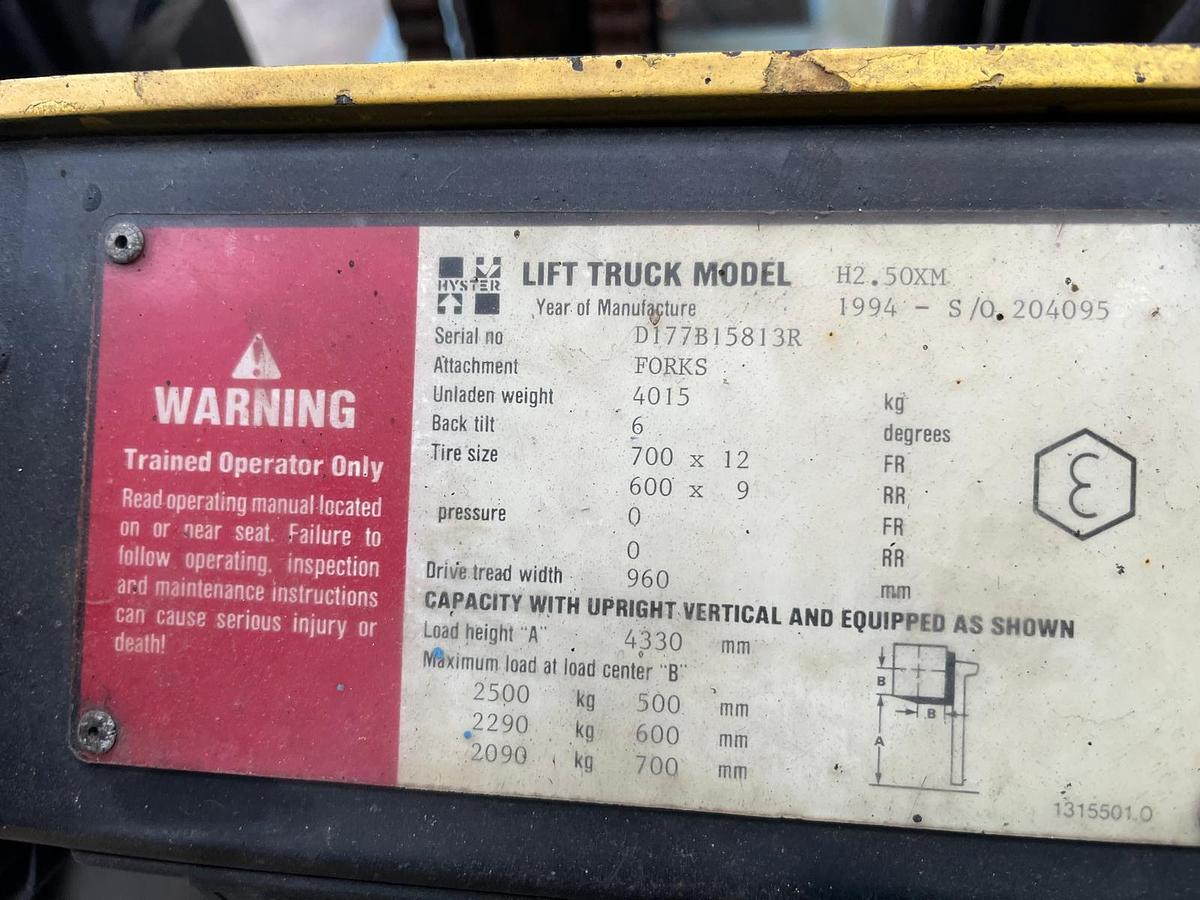 WARNING
Trained Operator Only
Read operating manual located
on or near seat. Failure to
follow operating, inspection
and maintenance instructions
can cause serious injury or
death!
HYSTER
LIFT TRUCK MODEL H2.50XM
Year of Manufacture 1994 - S/O 204095
Serial no D177B15813R
Attachment FORKS
Unladen weight 4015 kg
Back tilt 6 degrees
Tire size 700 x 12 FR
600 x 9 RR
pressure 0 FR
0 RR
Drive tread width 960 mm
CAPACITY WITH UPRIGHT VERTICAL AND EQUIPPED AS SHOWN
Load height "A" 4330 mm
Maximum load at load center "B"
2500 kg 500 mm
2290 kg 600 mm
2090 kg 700 mm
B
B
A
1315501.0